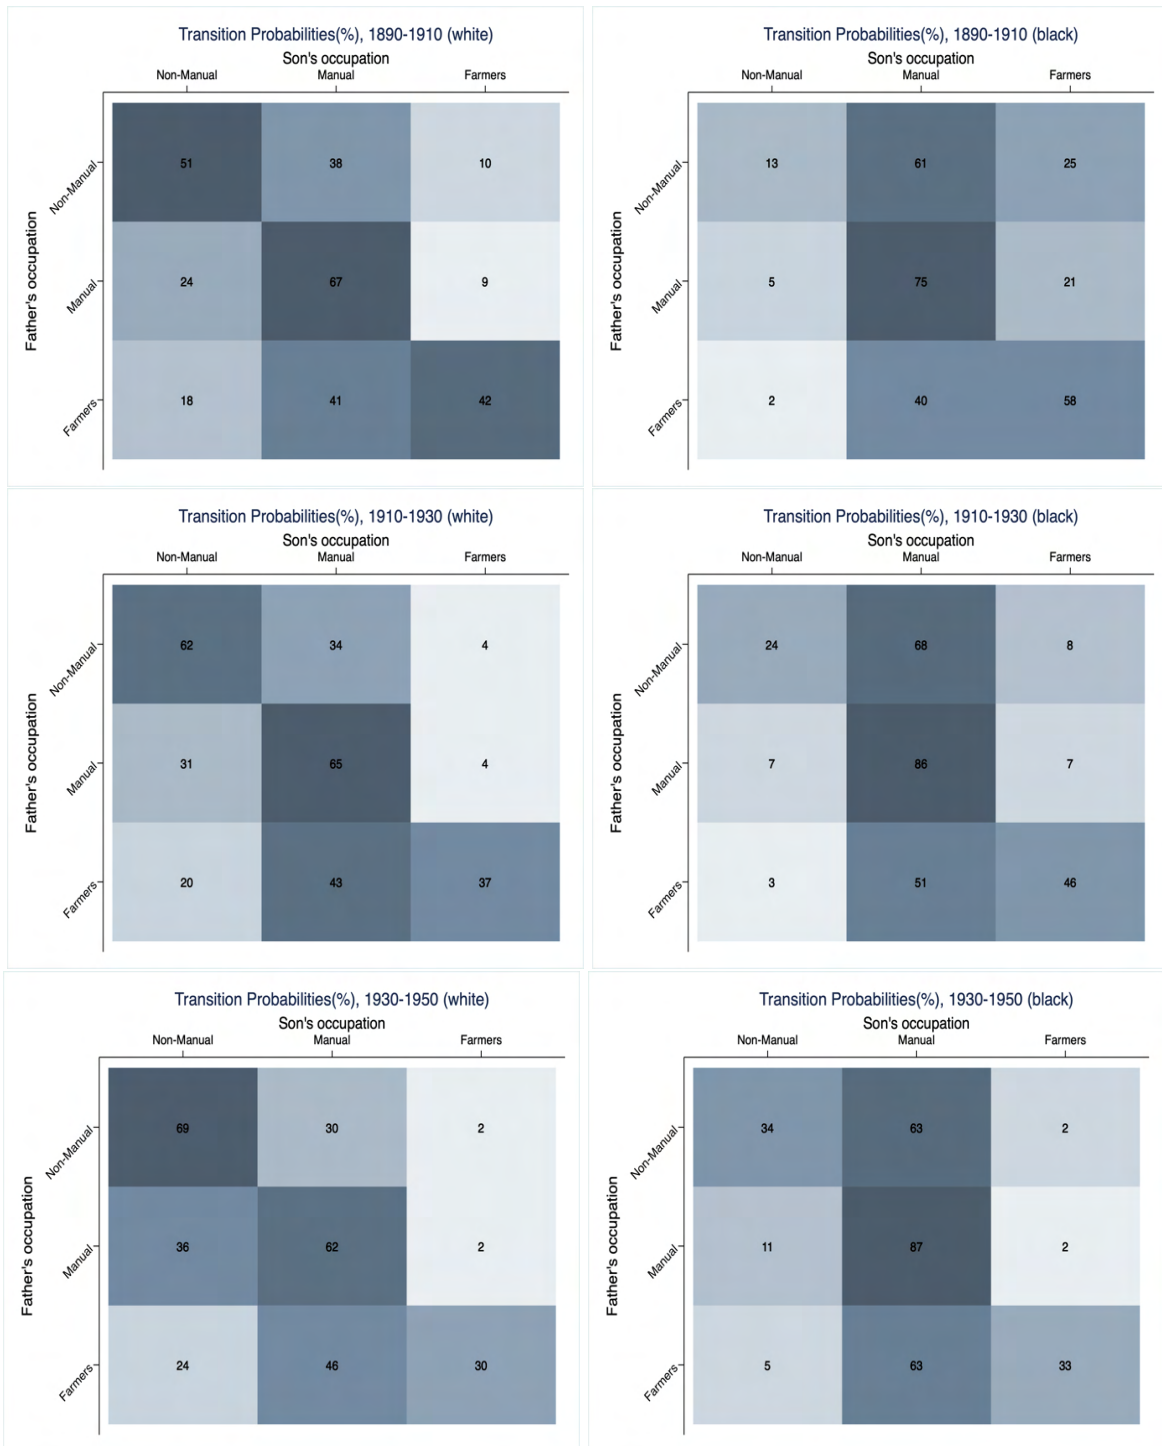 Transition Probabilities(%), 1890-1910 (white)
Son's occupation
Non-Manual Manual Farmers
Father's occupation
Non-Manual 51 38 10
Manual 24 67 9
Farmers 18 41 42
Transition Probabilities(%), 1890-1910 (black)
Son's occupation
Non-Manual Manual Farmers
Father's occupation
Non-Manual 13 61 25
Manual 5 75 21
Farmers 2 40 58
Transition Probabilities(%), 1910-1930 (white)
Son's occupation
Non-Manual Manual Farmers
Father's occupation
Non-Manual 62 34 4
Manual 31 65 4
Farmers 20 43 37
Transition Probabilities(%), 1910-1930 (black)
Son's occupation
Non-Manual Manual Farmers
Father's occupation
Non-Manual 24 68 8
Manual 7 86 7
Farmers 3 51 46
Transition Probabilities(%), 1930-1950 (white)
Son's occupation
Non-Manual Manual Farmers
Father's occupation
Non-Manual 69 30 2
Manual 36 62 2
Farmers 24 46 30
Transition Probabilities(%), 1930-1950 (black)
Son's occupation
Non-Manual Manual Farmers
Father's occupation
Non-Manual 34 63 2
Manual 11 87 2
Farmers 5 63 33